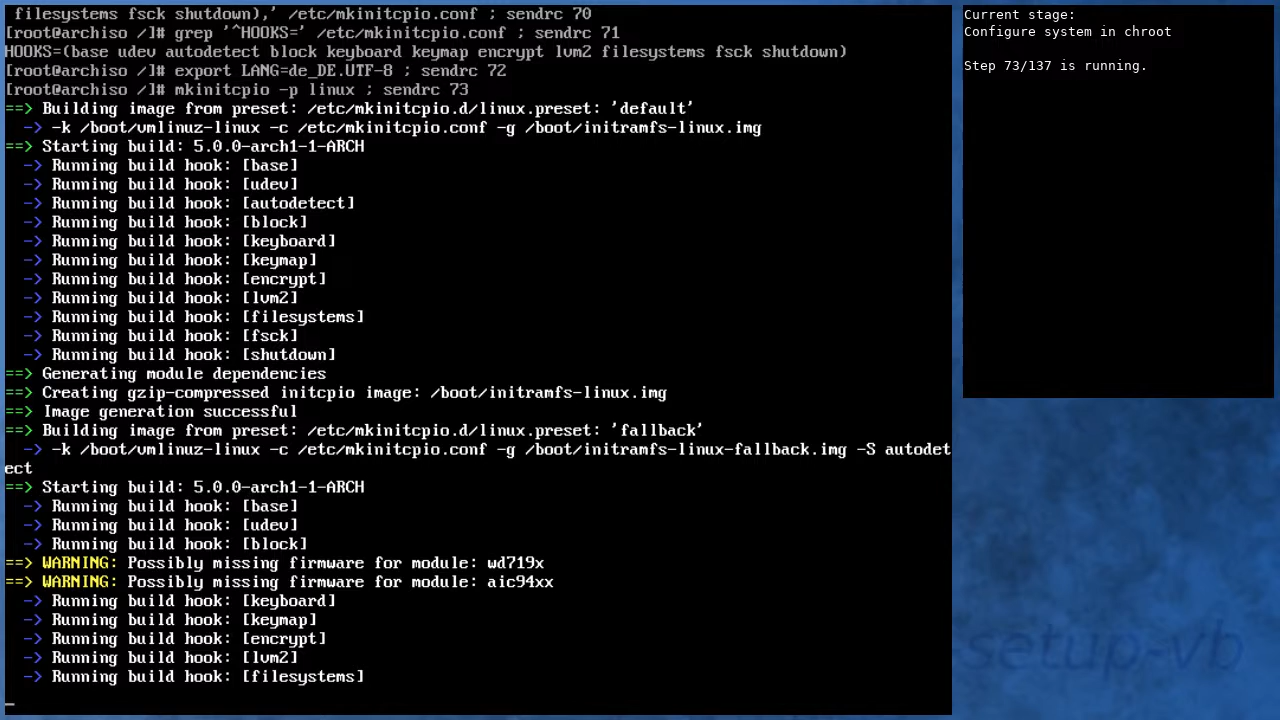 filesystems fsck shutdown),' /etc/mkinitcpio.conf ; sendrc 70
[root@archiso /]# grep '^HOOKS=' /etc/mkinitcpio.conf ; sendrc 71
HOOKS=(base udev autodetect block keyboard keymap encrypt lvm2 filesystems fsck shutdown)
[root@archiso /]# export LANG=de_DE.UTF-8 ; sendrc 72
[root@archiso /]# mkinitcpio -p linux ; sendrc 73
==> Building image from preset: /etc/mkinitcpio.d/linux.preset: 'default'
  -> -k /boot/vmlinuz-linux -c /etc/mkinitcpio.conf -g /boot/initramfs-linux.img
==> Starting build: 5.0.0-arch1-1-ARCH
  -> Running build hook: [base]
  -> Running build hook: [udev]
  -> Running build hook: [autodetect]
  -> Running build hook: [block]
  -> Running build hook: [keyboard]
  -> Running build hook: [keymap]
  -> Running build hook: [encrypt]
  -> Running build hook: [lvm2]
  -> Running build hook: [filesystems]
  -> Running build hook: [fsck]
  -> Running build hook: [shutdown]
==> Generating module dependencies
==> Creating gzip-compressed initcpio image: /boot/initramfs-linux.img
==> Image generation successful
==> Building image from preset: /etc/mkinitcpio.d/linux.preset: 'fallback'
  -> -k /boot/vmlinuz-linux -c /etc/mkinitcpio.conf -g /boot/initramfs-linux-fallback.img -S autodet
ect
==> Starting build: 5.0.0-arch1-1-ARCH
  -> Running build hook: [base]
  -> Running build hook: [udev]
  -> Running build hook: [block]
==> WARNING: Possibly missing firmware for module: wd719x
==> WARNING: Possibly missing firmware for module: aic94xx
  -> Running build hook: [keyboard]
  -> Running build hook: [keymap]
  -> Running build hook: [encrypt]
  -> Running build hook: [lvm2]
  -> Running build hook: [filesystems]
_
Current stage:
Configure system in chroot
Step 73/137 is running.
setup-vb